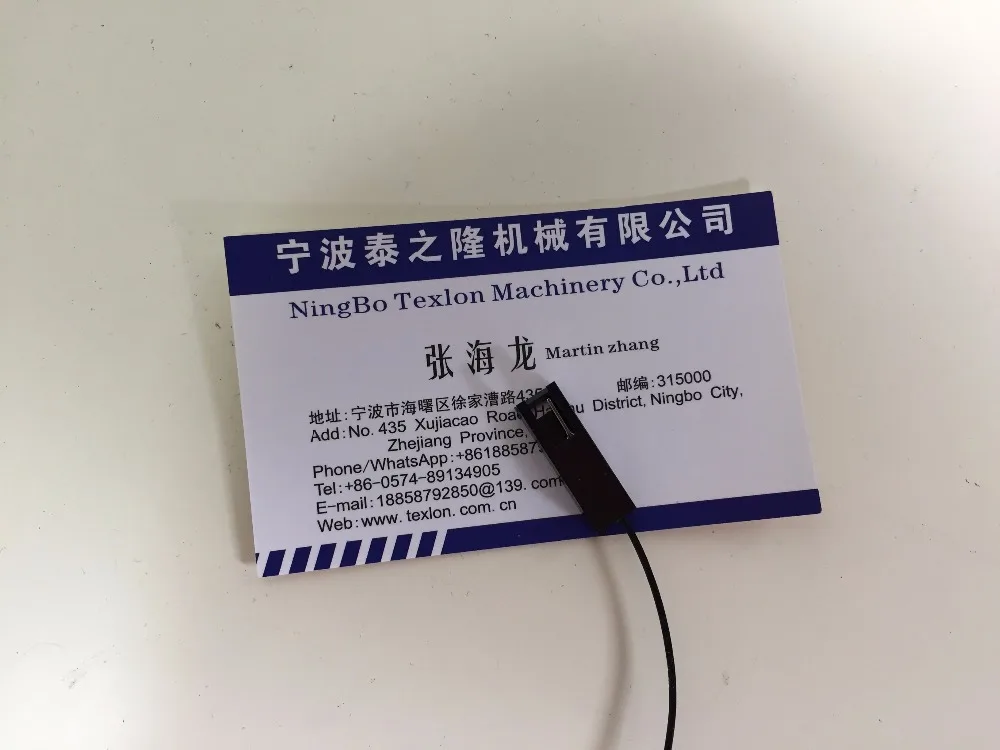 宁波泰之隆机械有限公司
NingBo Texlon Machinery Co.,Ltd
张海龙 Martin zhang
地址:宁波市海曙区徐家漕路435 邮编:315000
Add:No. 435 Xujiacao Road District, Ningbo City,
Zhejiang Province,
Phone/WhatsApp:+86188587
Tel:+86-0574-89134905
E-mail:18858792850@139. com
Web:www. texlon. com. cn